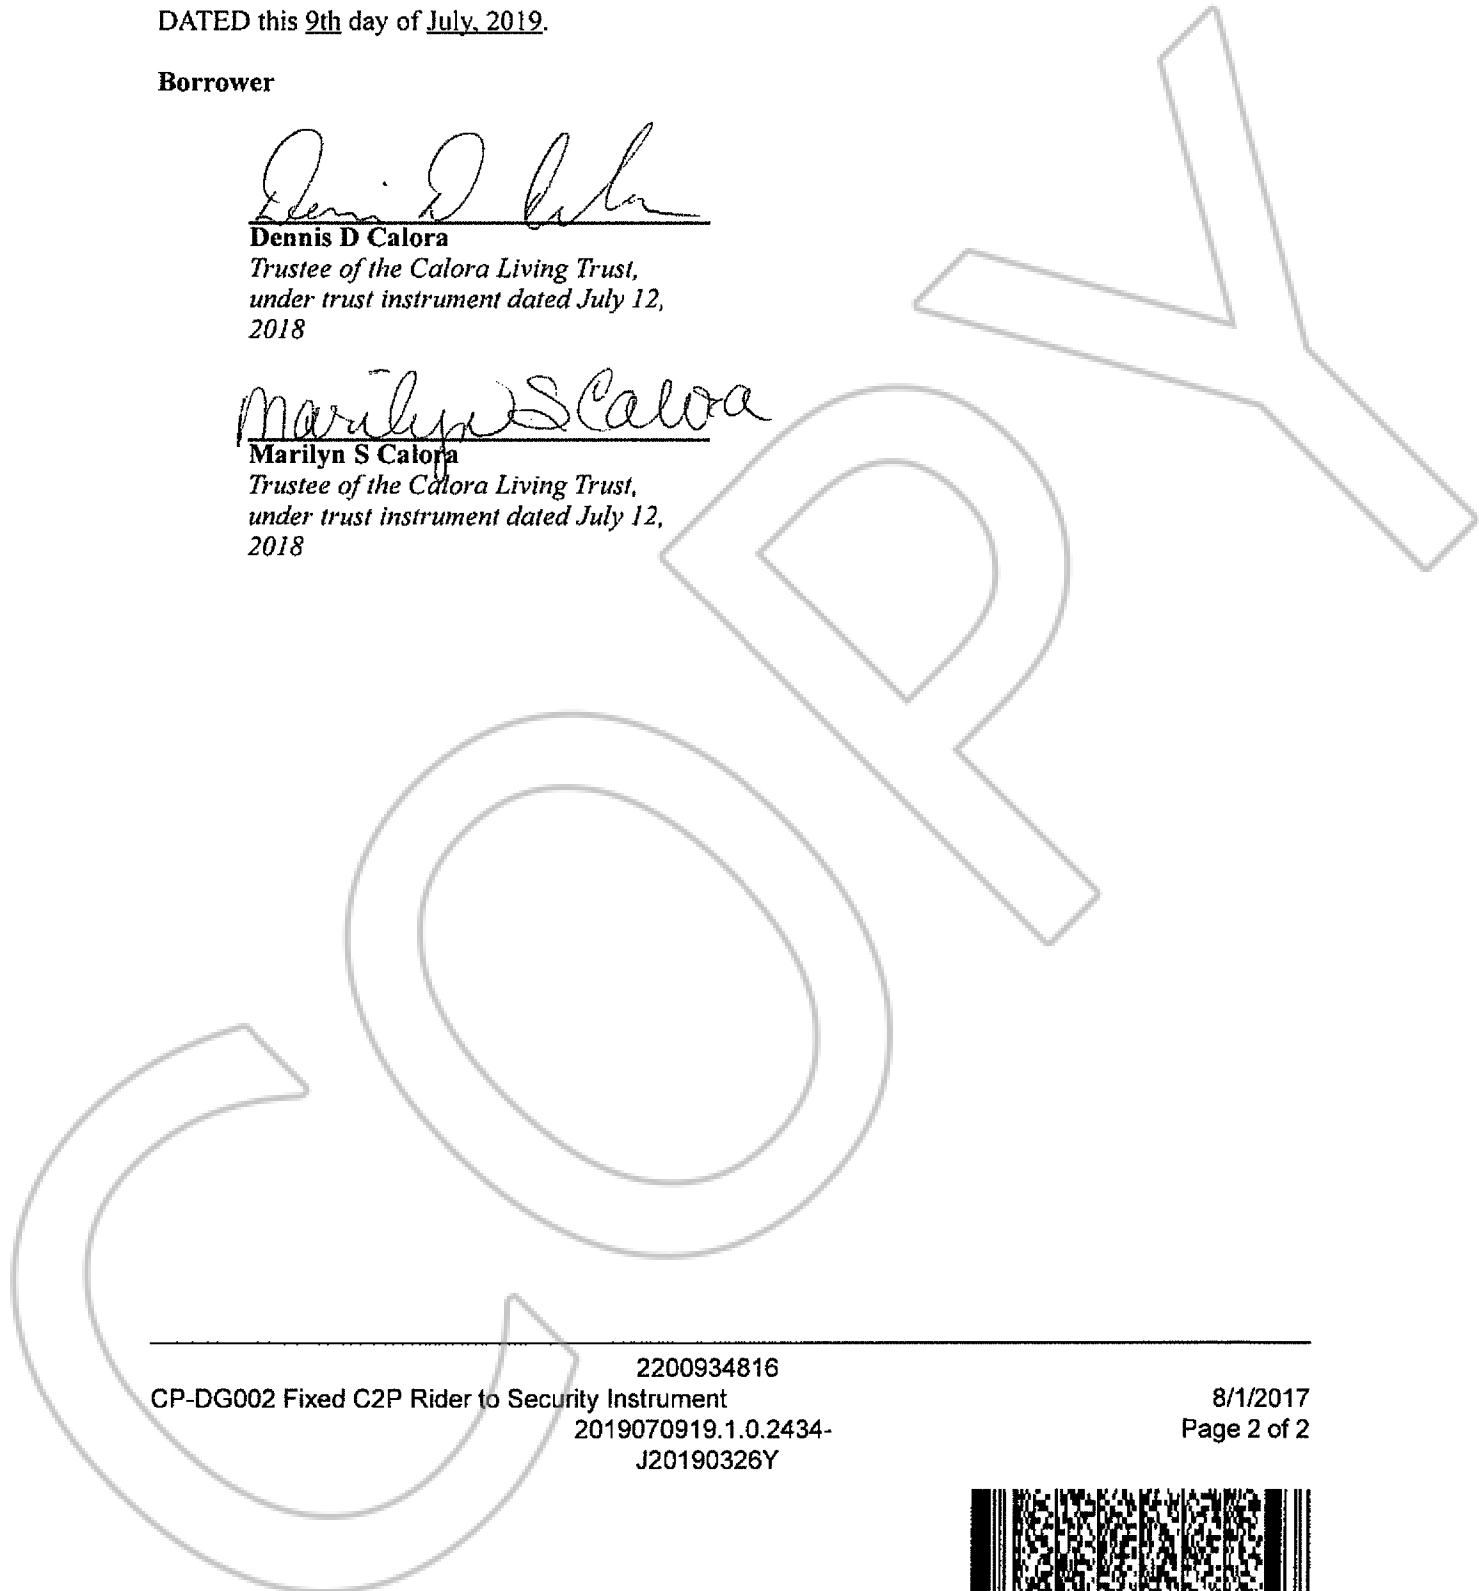 DATED this 9th day of July, 2019.
Borrower
Dennis D Calora
Dennis D Calora
Trustee of the Calora Living Trust,
under trust instrument dated July 12,
2018
Marilyn S Calora
Marilyn S Calora
Trustee of the Calora Living Trust,
under trust instrument dated July 12,
2018
COPY
2200934816
CP-DG002 Fixed C2P Rider to Security Instrument 8/1/2017
2019070919.1.0.2434- Page 2 of 2
J20190326Y